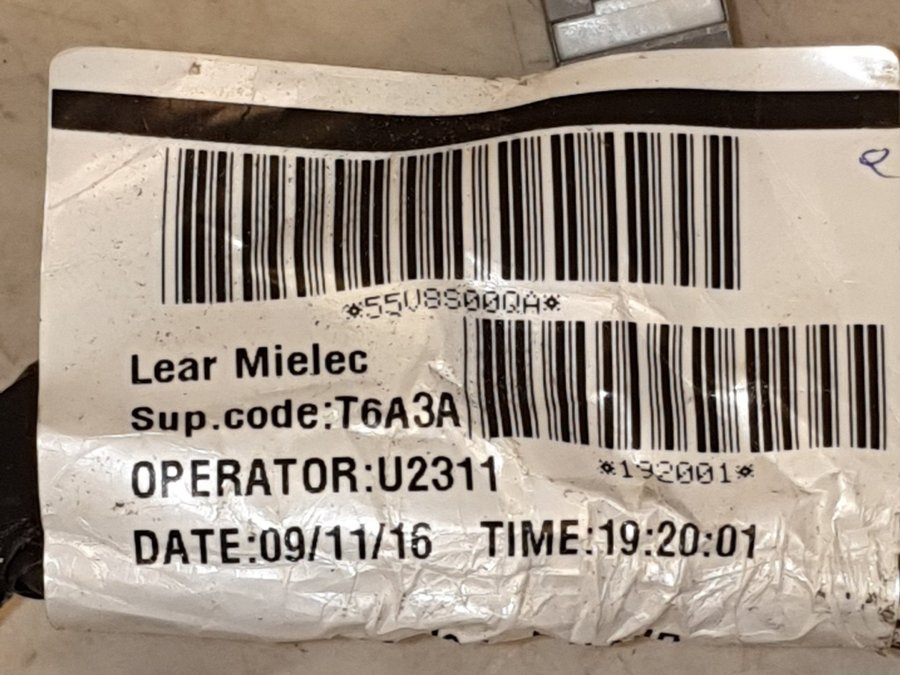 *55V8S00QA*
Lear Mielec
Sup.code:T6A3A
*192001*
OPERATOR:U2311
DATE:09/11/16 TIME:19:20:01